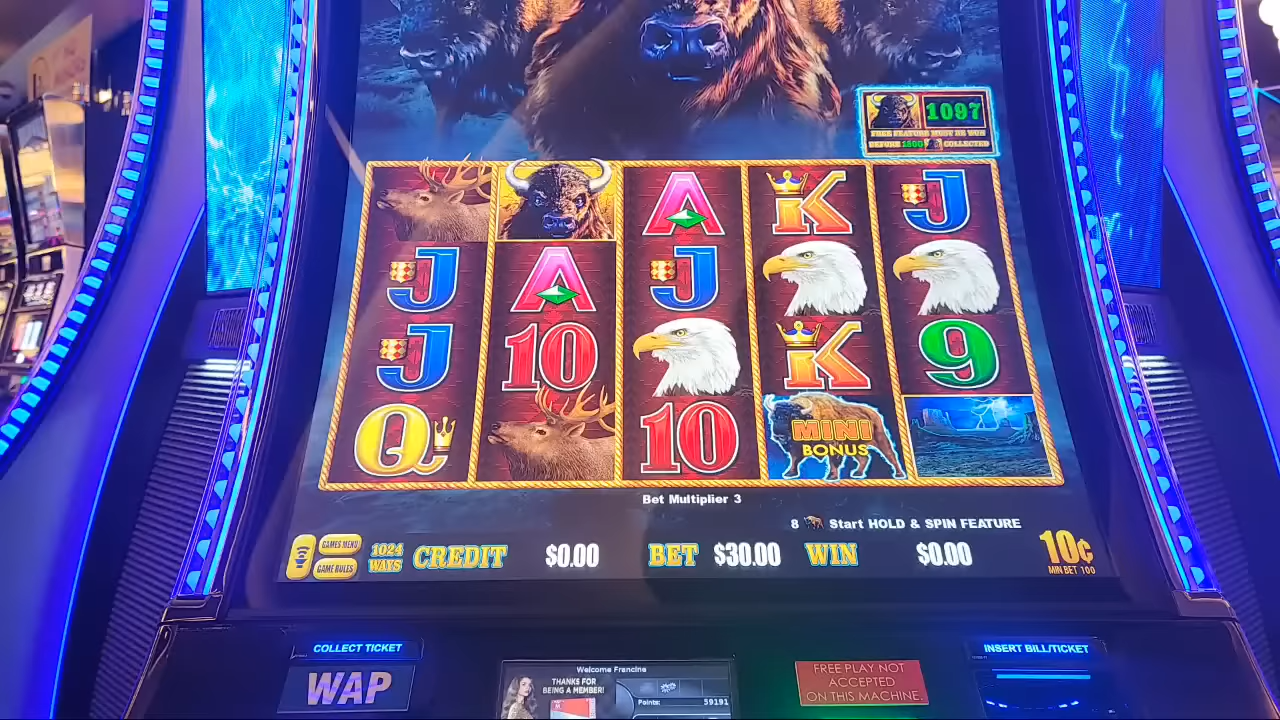 1097
FREE FEATURE MUST BE WON
BEFORE 1800 COLLECTED
A K J
J A J K
J 10 K 9
Q 10 MINI
BONUS
Bet Multiplier 3
8 Start HOLD & SPIN FEATURE
GAMES MENU
GAME RULES
1024
WAYS
CREDIT $0.00 BET $30.00 WIN $0.00
10¢
MIN BET 100
COLLECT TICKET
WAP
Welcome Francine
THANKS FOR
BEING A MEMBER!
Points: 59191
FREE PLAY NOT
ACCEPTED
ON THIS MACHINE.
INSERT BILL/TICKET